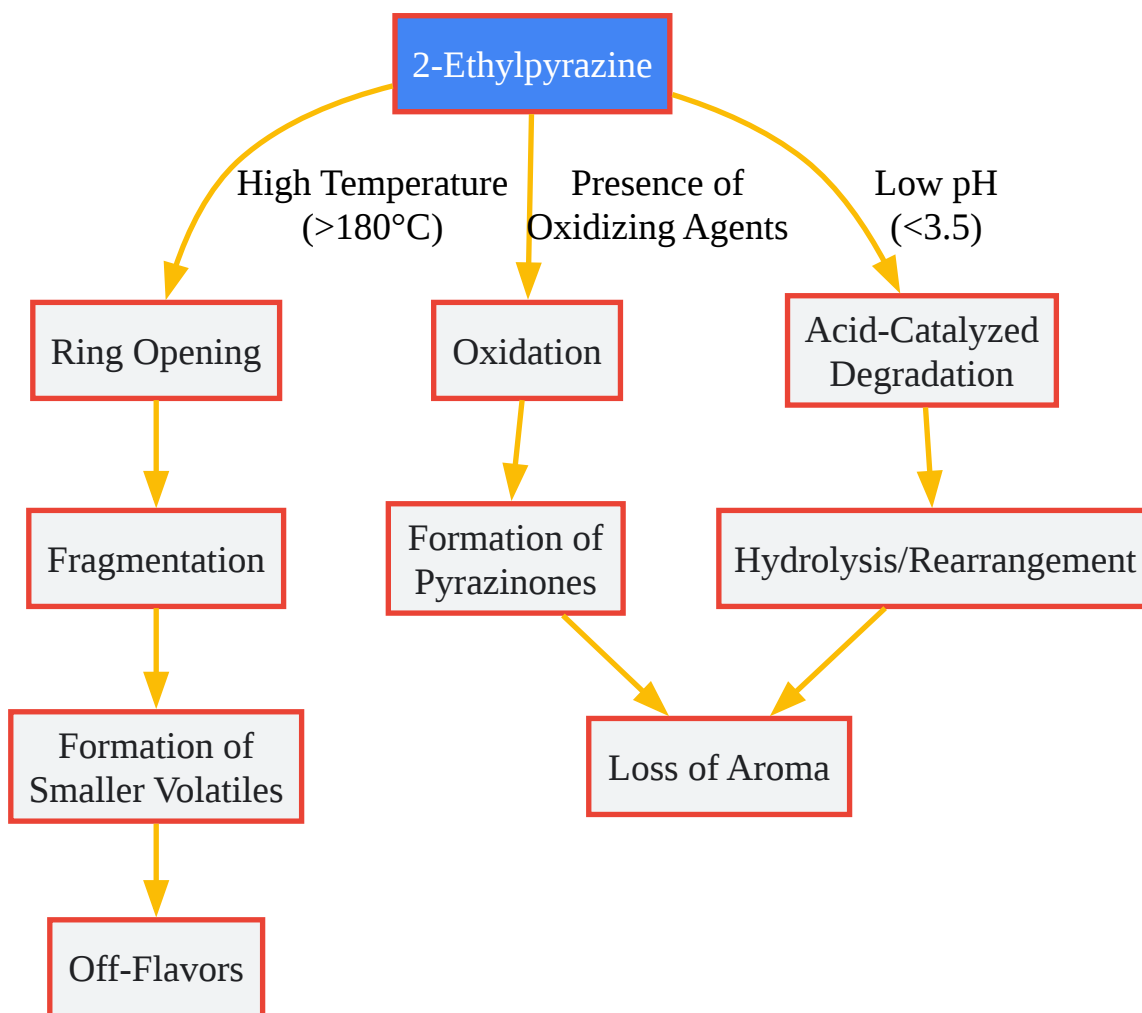 2-Ethylpyrazine
High Temperature
(>180°C)
Presence of
Oxidizing Agents
Low pH
(<3.5)
Ring Opening
Oxidation
Acid-Catalyzed
Degradation
Fragmentation
Formation of
Pyrazinones
Hydrolysis/Rearrangement
Formation of
Smaller Volatiles
Loss of Aroma
Off-Flavors